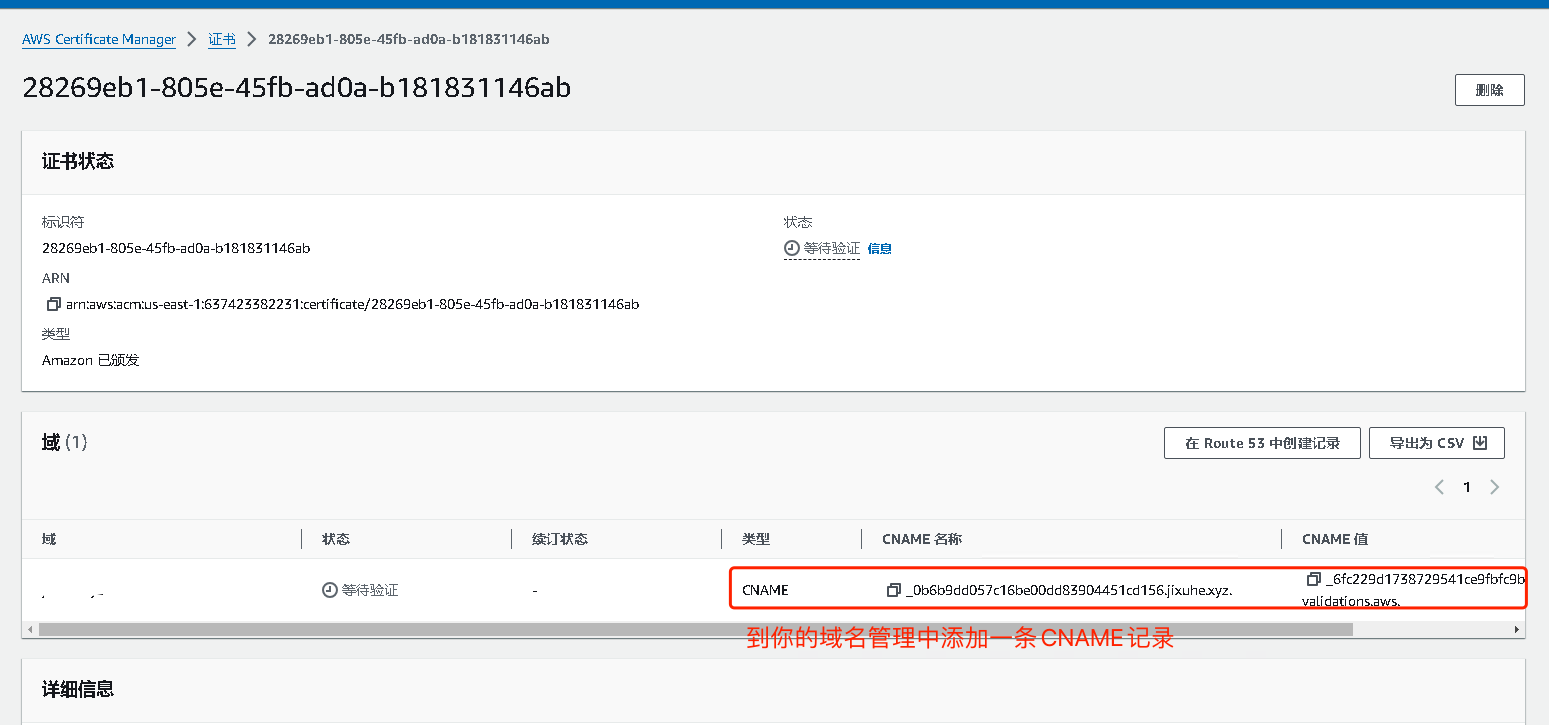 AWS Certificate Manager > 证书 > 28269eb1-805e-45fb-ad0a-b181831146ab
28269eb1-805e-45fb-ad0a-b181831146ab
删除
证书状态
标识符
28269eb1-805e-45fb-ad0a-b181831146ab
状态
等待验证 信息
ARN
arn:aws:acm:us-east-1:637423382231:certificate/28269eb1-805e-45fb-ad0a-b181831146ab
类型
Amazon 已颁发
域 (1)
在 Route 53 中创建记录
导出为 CSV
1
域 状态 续订状态 类型 CNAME 名称 CNAME 值
等待验证 - CNAME _0b6b9dd057c16be00dd83904451cd156.jixuhe.xyz. _6fc229d1738729541ce9fbfc9b
validations.aws.
到你的域名管理中添加一条CNAME记录
详细信息